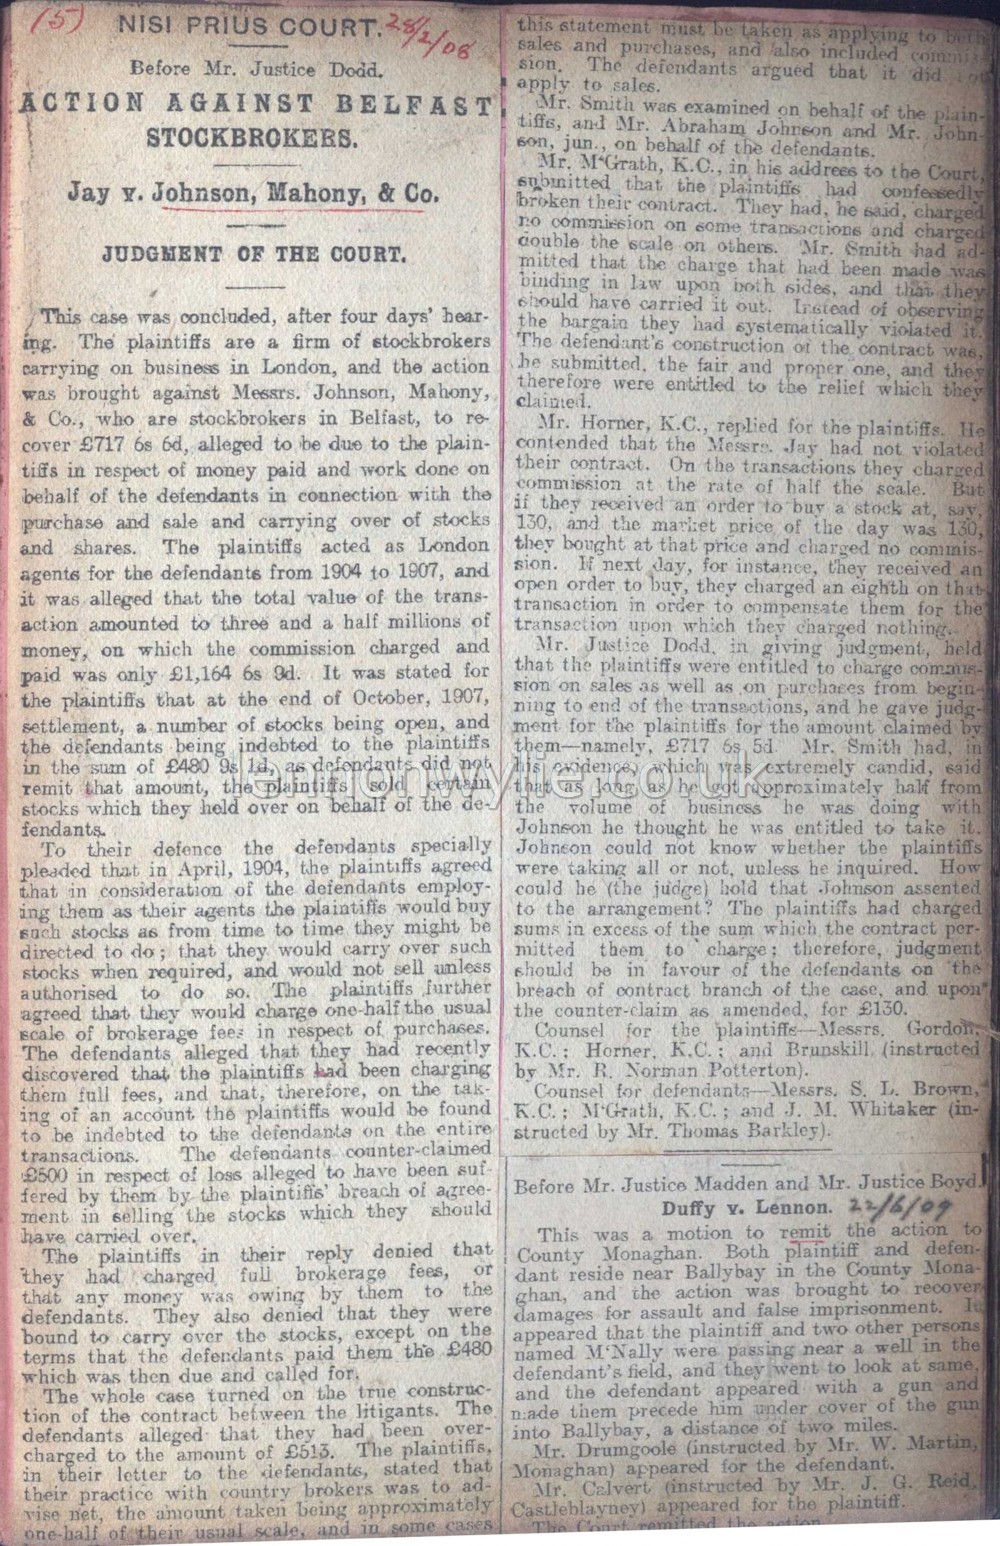 (5)
NISI PRIUS COURT. 28/2/08
Before Mr. Justice Dodd.
ACTION AGAINST BELFAST
STOCKBROKERS.
Jay v. Johnson, Mahony, & Co.
JUDGMENT OF THE COURT.
This case was concluded, after four days' hear-
ing. The plaintiffs are a firm of stockbrokers
carrying on business in London, and the action
was brought against Messrs. Johnson, Mahony,
& Co., who are stockbrokers in Belfast, to re-
cover £717 6s 6d, alleged to be due to the plain-
tiffs in respect of money paid and work done on
behalf of the defendants in connection with the
purchase and sale and carrying over of stocks
and shares. The plaintiffs acted as London
agents for the defendants from 1904 to 1907, and
it was alleged that the total value of the trans-
action amounted to three and a half millions of
money, on which the commission charged and
paid was only £1,164 6s 9d. It was stated for
the plaintiffs that at the end of October, 1907,
settlement, a number of stocks being open, and
the defendants being indebted to the plaintiffs
in the sum of £480 9s 1d, as defendants did not
remit that amount, the plaintiffs sold certain
stocks which they held over on behalf of the de-
fendants.
To their defence the defendants specially
pleaded that in April, 1904, the plaintiffs agreed
that in consideration of the defendants employ-
ing them as their agents the plaintiffs would buy
such stocks as from time to time they might be
directed to do; that they would carry over such
stocks when required, and would not sell unless
authorised to do so. The plaintiffs further
agreed that they would charge one-half the usual
scale of brokerage fees in respect of purchases.
The defendants alleged that they had recently
discovered that the plaintiffs had been charging
them full fees, and that, therefore, on the tak-
ing of an account the plaintiffs would be found
to be indebted to the defendants on the entire
transactions. The defendants counter-claimed
£500 in respect of loss alleged to have been suf-
fered by them by the plaintiffs' breach of agree-
ment in selling the stocks which they should
have carried over.
The plaintiffs in their reply denied that
they had charged full brokerage fees, or
that any money was owing by them to the
defendants. They also denied that they were
bound to carry over the stocks, except on the
terms that the defendants paid them the £480
which was then due and called for.
The whole case turned on the true construc-
tion of the contract between the litigants. The
defendants alleged that they had been over-
charged to the amount of £513. The plaintiffs,
in their letter to the defendants, stated that
their practice with country brokers was to ad-
vise net, the amount taken being approximately
one-half of their usual scale, and in some cases
this statement must be taken as applying to both
sales and purchases, and also included commis-
sion. The defendants argued that it did not
apply to sales.
Mr. Smith was examined on behalf of the plain-
tiffs, and Mr. Abraham Johnson and Mr. John-
son, jun., on behalf of the defendants.
Mr. M'Grath, K.C., in his address to the Court,
submitted that the plaintiffs had confessedly
broken their contract. They had, he said, charged
no commission on some transactions and charged
double the scale on others. Mr. Smith had ad-
mitted that the charge that had been made was
binding in law upon both sides, and that they
should have carried it out. Instead of observing
the bargain they had systematically violated it.
The defendant's construction of the contract was,
he submitted, the fair and proper one, and they
therefore were entitled to the relief which they
claimed.
Mr. Horner, K.C., replied for the plaintiffs. He
contended that the Messrs. Jay had not violated
their contract. On the transactions they charged
commission at the rate of half the scale. But
if they received an order to buy a stock at, say,
130, and the market price of the day was 130,
they bought at that price and charged no commis-
sion. If next day, for instance, they received an
open order to buy, they charged an eighth on that
transaction in order to compensate them for the
transaction upon which they charged nothing.
Mr. Justice Dodd, in giving judgment, held
that the plaintiffs were entitled to charge commis-
sion on sales as well as on purchases from begin-
ning to end of the transactions, and he gave judg-
ment for the plaintiffs for the amount claimed by
them—namely, £717 6s 5d. Mr. Smith had, in
his evidence, which was extremely candid, said
that as long as he got approximately half from
the volume of business he was doing with
Johnson he thought he was entitled to take it.
Johnson could not know whether the plaintiffs
were taking all or not, unless he inquired. How
could he (the judge) hold that Johnson assented
to the arrangement? The plaintiffs had charged
sums in excess of the sum which the contract per-
mitted them to charge; therefore, judgment
should be in favour of the defendants on the
breach of contract branch of the case, and upon
the counter-claim as amended, for £130.
Counsel for the plaintiffs—Messrs. Gordon,
K.C.; Horner, K.C.; and Brunskill (instructed
by Mr. R. Norman Potterton).
Counsel for defendants—Messrs. S. L. Brown,
K.C.; M'Grath, K.C.; and J. M. Whitaker (in-
structed by Mr. Thomas Barkley).
Before Mr. Justice Madden and Mr. Justice Boyd.
Duffy v. Lennon. 22/6/09
This was a motion to remit the action to
County Monaghan. Both plaintiff and defen-
dant reside near Ballybay in the County Mona-
ghan, and the action was brought to recover
damages for assault and false imprisonment. It
appeared that the plaintiff and two other persons
named M'Nally were passing near a well in the
defendant's field, and they went to look at same,
and the defendant appeared with a gun and
made them precede him under cover of the gun
into Ballybay, a distance of two miles.
Mr. Drumgoole (instructed by Mr. W. Martin,
Monaghan) appeared for the defendant.
Mr. Calvert (instructed by Mr. J. G. Reid,
Castleblayney) appeared for the plaintiff.
The Court remitted the action.
lennonwylie.co.uk